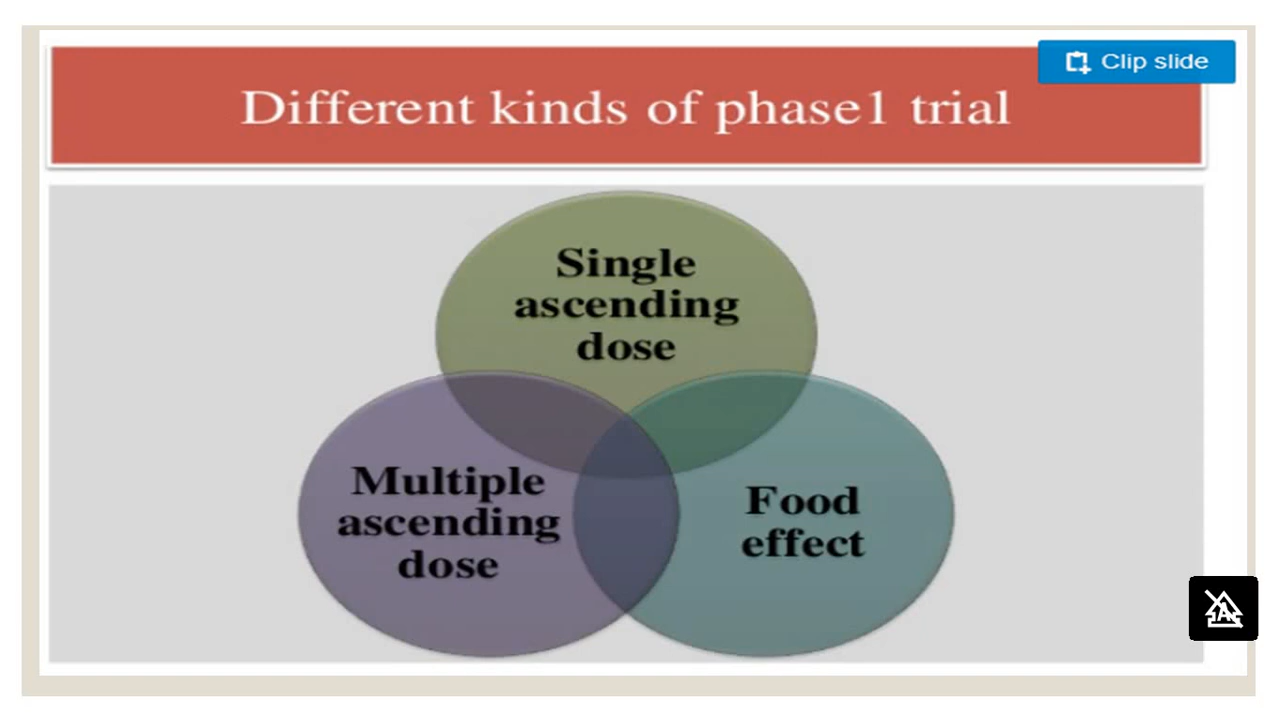 Clip slide
Different kinds of phase1 trial
Single
ascending
dose
Multiple
ascending
dose
Food
effect